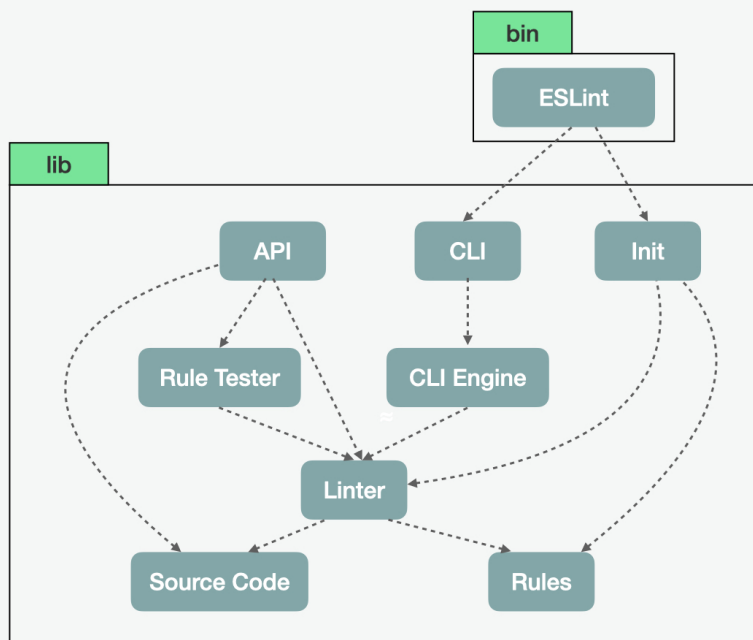 bin
ESLint
lib
API
CLI
Init
Rule Tester
CLI Engine
Linter
Source Code
Rules